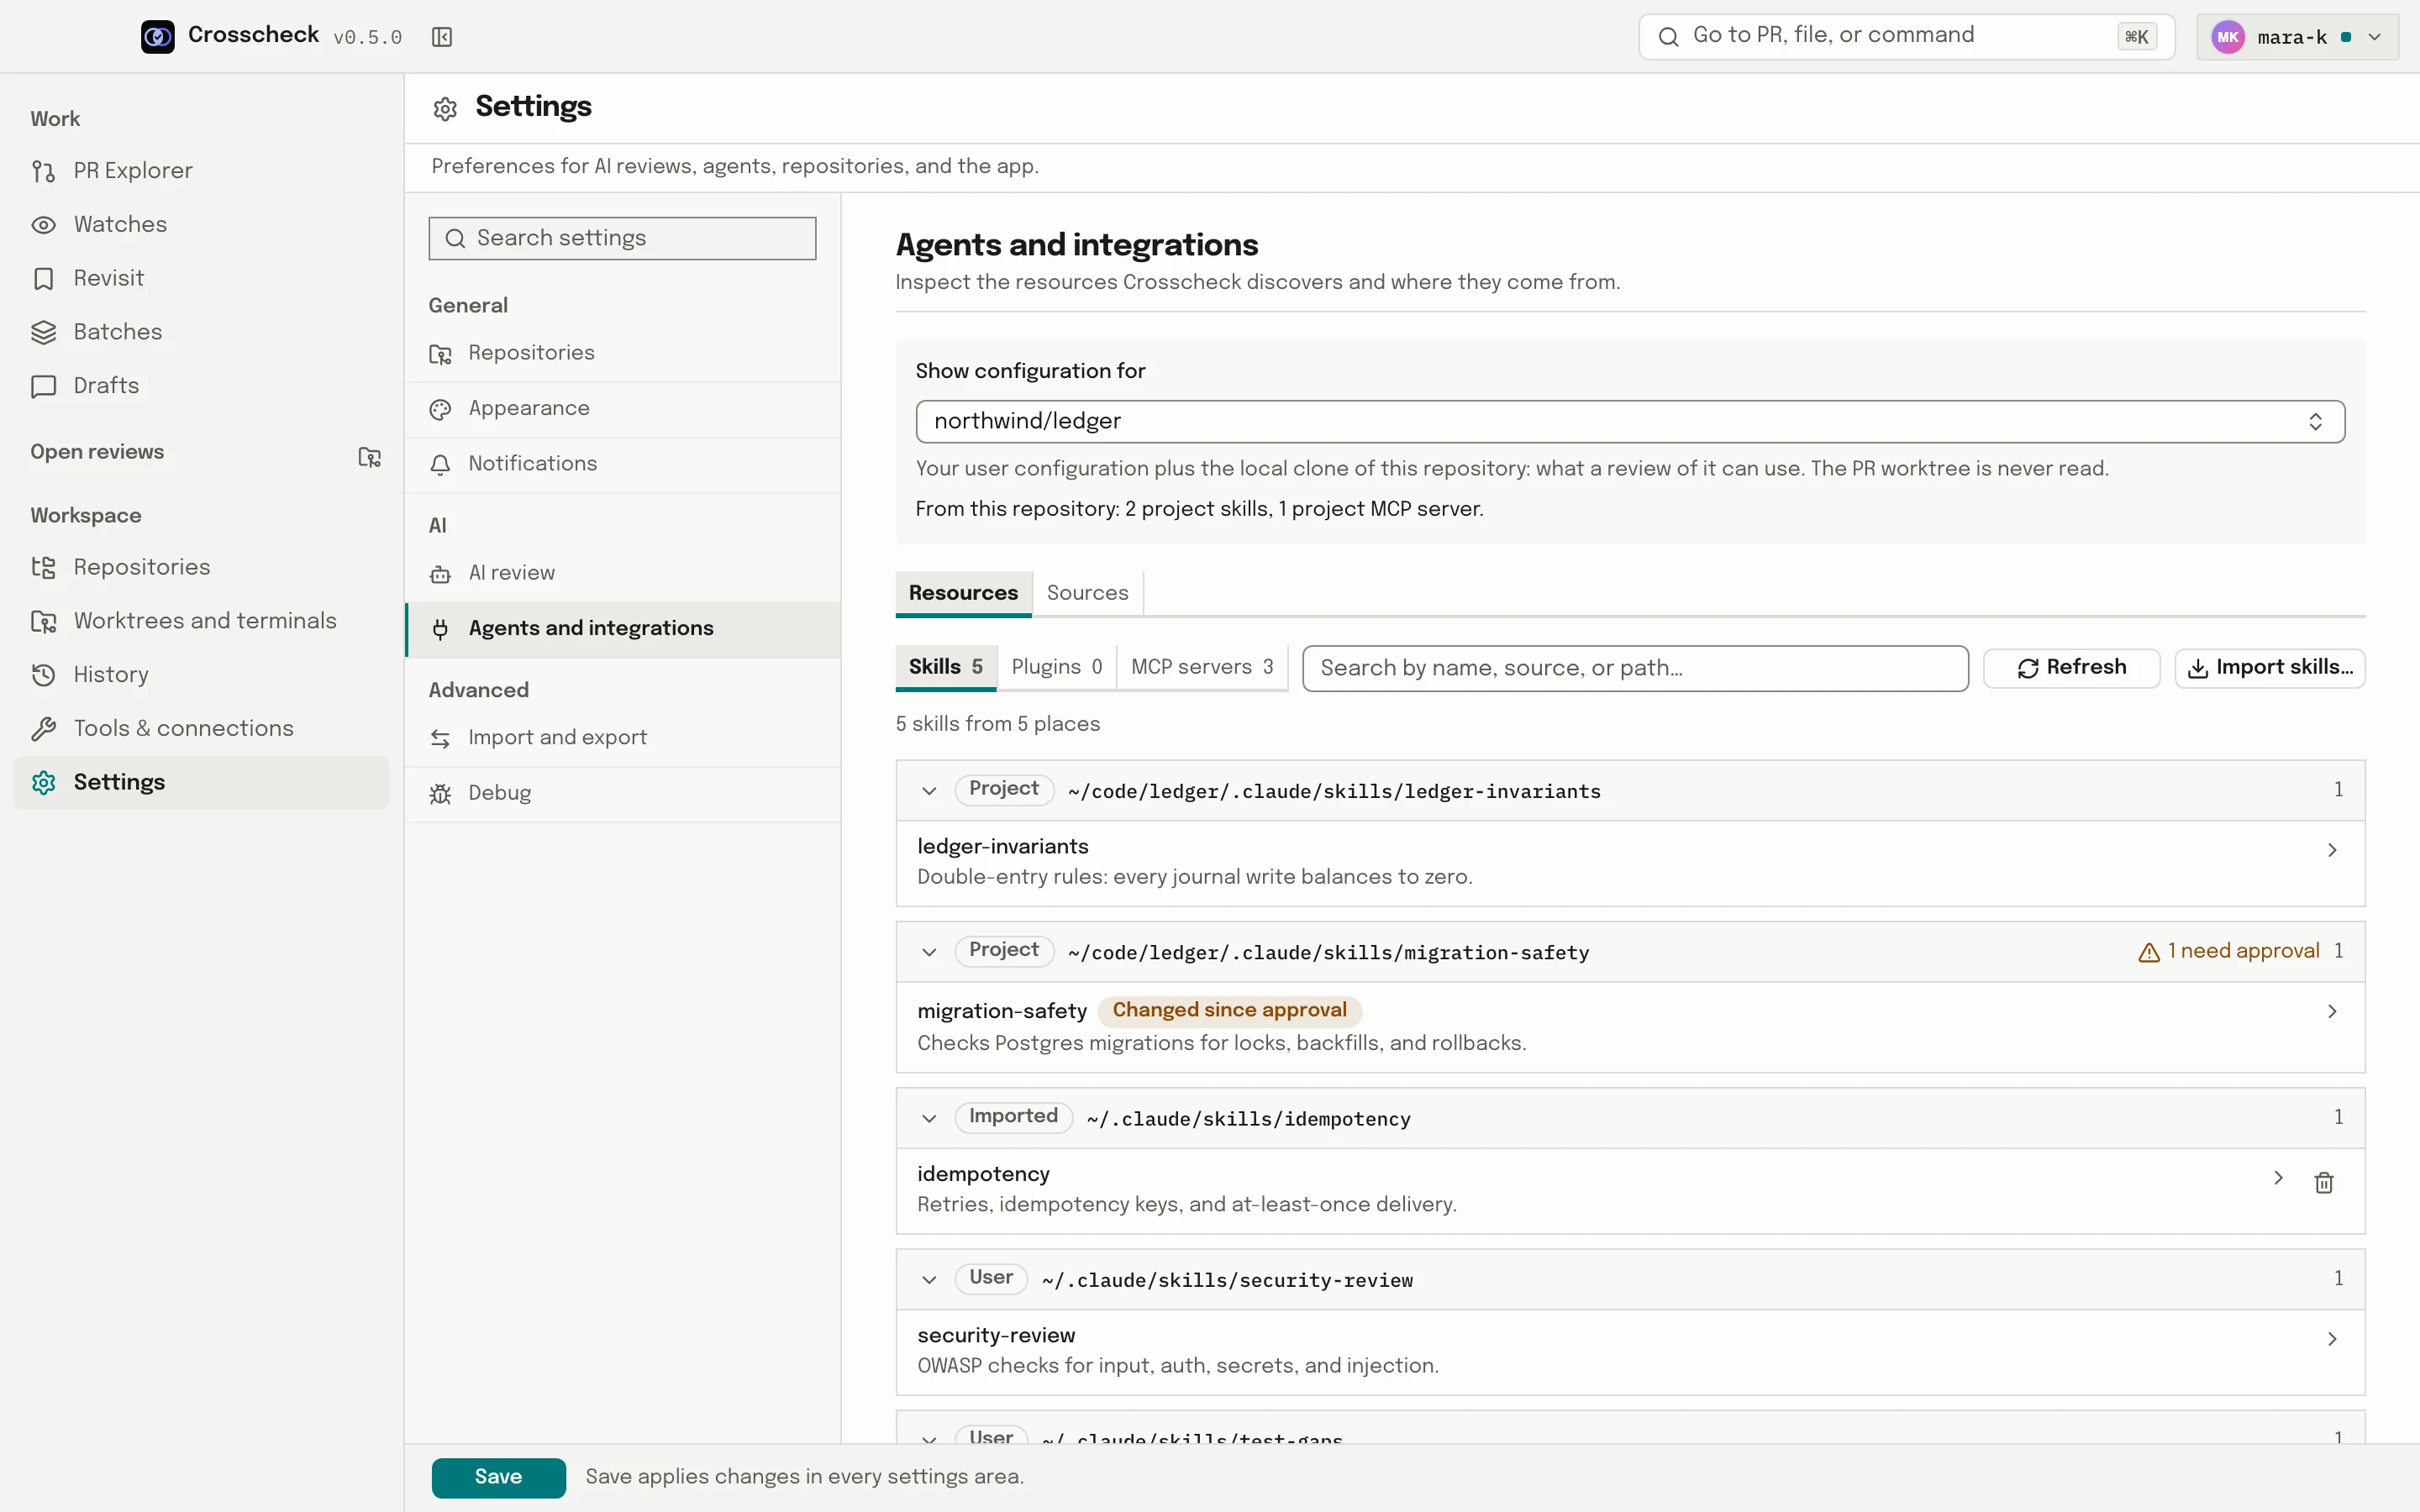 Crosscheck v0.5.0
Go to PR, file, or command ⌘K
MK mara-k
Work
PR Explorer
Watches
Revisit
Batches
Drafts
Open reviews
Workspace
Repositories
Worktrees and terminals
History
Tools & connections
Settings
Settings
Preferences for AI reviews, agents, repositories, and the app.
Search settings
General
Repositories
Appearance
Notifications
AI
AI review
Agents and integrations
Advanced
Import and export
Debug
Agents and integrations
Inspect the resources Crosscheck discovers and where they come from.
Show configuration for
northwind/ledger
Your user configuration plus the local clone of this repository: what a review of it can use. The PR worktree is never read.
From this repository: 2 project skills, 1 project MCP server.
Resources Sources
Skills 5 Plugins 0 MCP servers 3 Search by name, source, or path... Refresh Import skills...
5 skills from 5 places
Project ~/code/ledger/.claude/skills/ledger-invariants 1
ledger-invariants
Double-entry rules: every journal write balances to zero.
Project ~/code/ledger/.claude/skills/migration-safety 1 need approval 1
migration-safety Changed since approval
Checks Postgres migrations for locks, backfills, and rollbacks.
Imported ~/.claude/skills/idempotency 1
idempotency
Retries, idempotency keys, and at-least-once delivery.
User ~/.claude/skills/security-review 1
security-review
OWASP checks for input, auth, secrets, and injection.
User ~/.claude/skills/test-gaps 1
Save Save applies changes in every settings area.